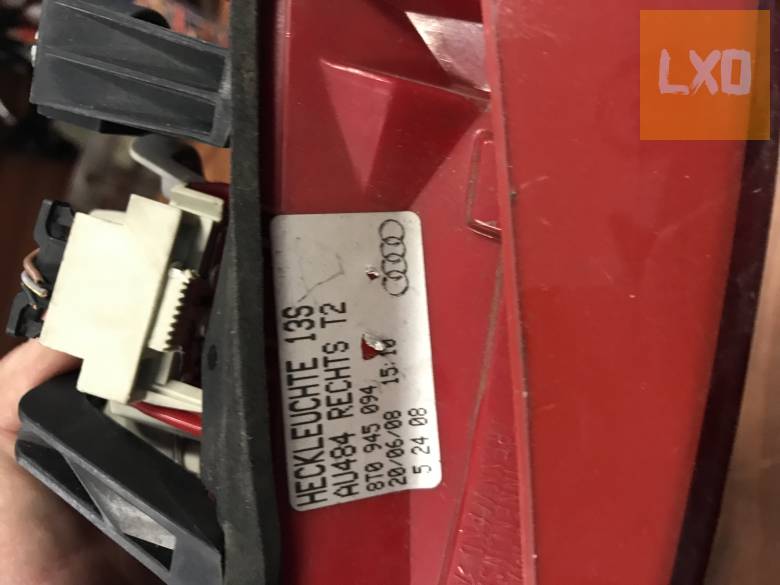 HECKLEUCHTE 13S
AU484 RECHTS T2
8T0 945 094
20/06/08 15:10
5 24 08
LXO